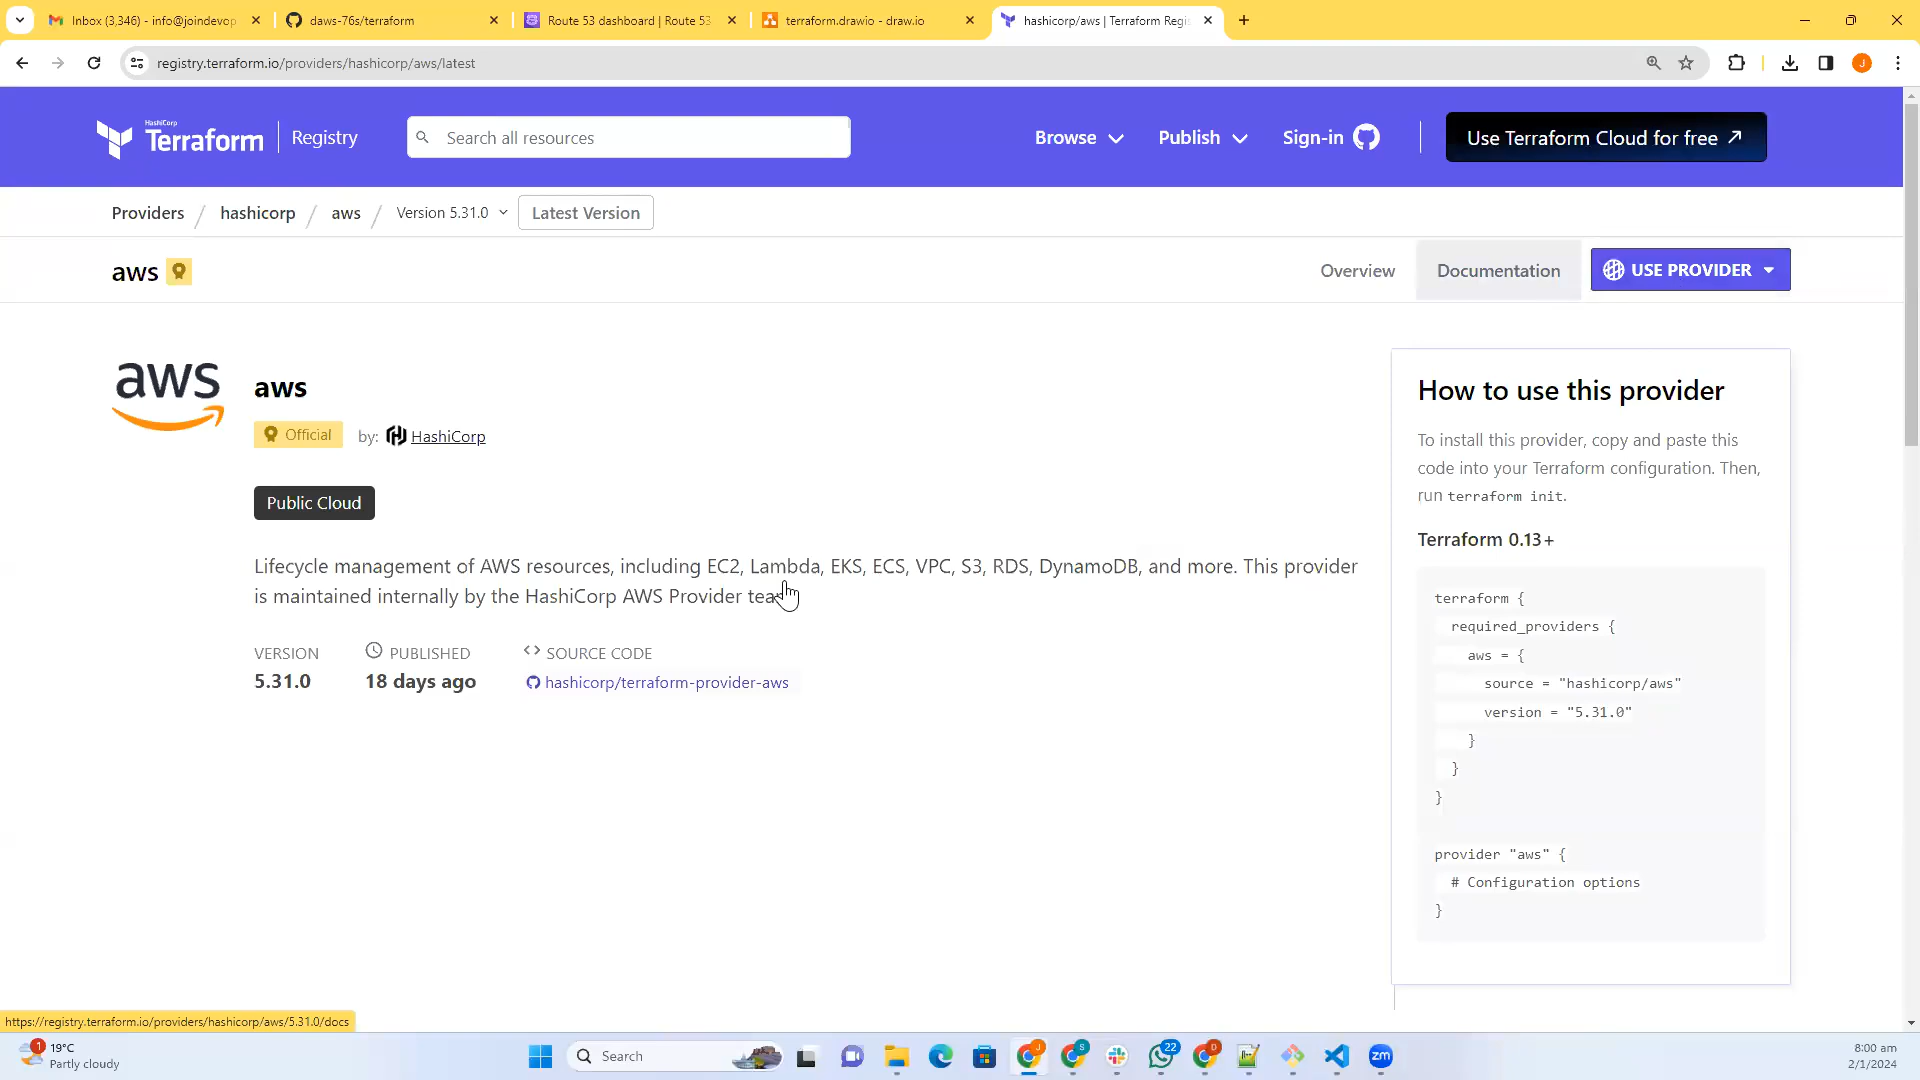 Inbox (3,346) - info@joindevop
daws-76s/terraform
Route 53 dashboard | Route 53
terraform.drawio - draw.io
hashicorp/aws | Terraform Regis
registry.terraform.io/providers/hashicorp/aws/latest
J
HashiCorp
Terraform
Registry
Search all resources
Browse
Publish
Sign-in
Use Terraform Cloud for free
Providers / hashicorp / aws / Version 5.31.0
Latest Version
aws
Overview
Documentation
USE PROVIDER
aws
aws
Official
by: HashiCorp
Public Cloud
Lifecycle management of AWS resources, including EC2, Lambda, EKS, ECS, VPC, S3, RDS, DynamoDB, and more. This provider
is maintained internally by the HashiCorp AWS Provider
VERSION
5.31.0
PUBLISHED
18 days ago
SOURCE CODE
hashicorp/terraform-provider-aws
How to use this provider
To install this provider, copy and paste this
code into your Terraform configuration. Then,
run terraform init.
Terraform 0.13+
terraform {
required_providers {
aws = {
source = "hashicorp/aws"
version = "5.31.0"
}
}
}
provider "aws" {
# Configuration options
}
https://registry.terraform.io/providers/hashicorp/aws/5.31.0/docs
1
19°C
Partly cloudy
Search
J
S
22
D
zm
8:00 am
2/1/2024